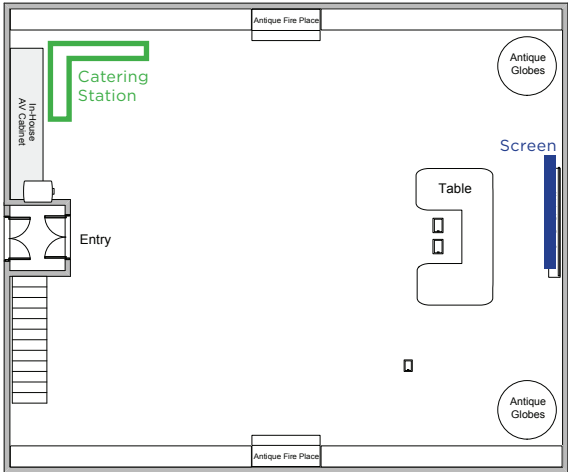 Antique Fire Place
Antique
Globes
Catering
Station
In-House
AV Cabinet
Screen
Table
Entry
Antique
Globes
Antique Fire Place